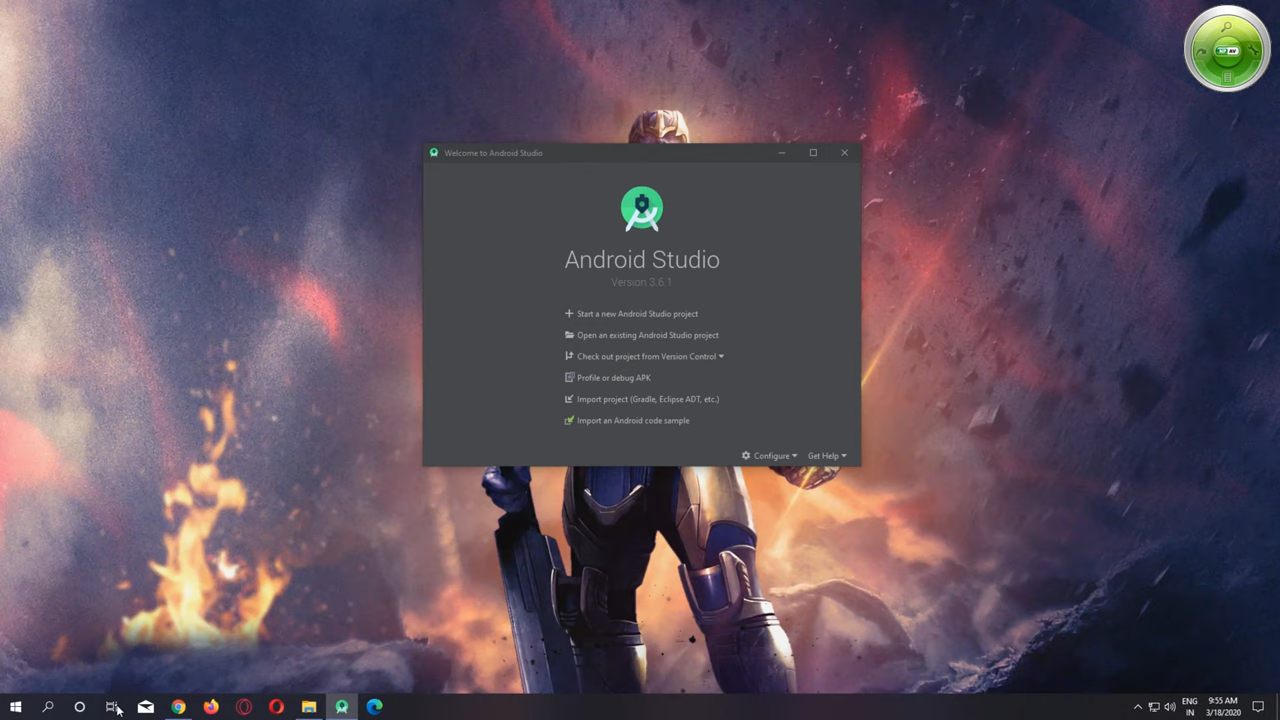 Welcome to Android Studio
Android Studio
Version 3.6.1
Start a new Android Studio project
Open an existing Android Studio project
Check out project from Version Control
Profile or debug APK
Import project (Gradle, Eclipse ADT, etc.)
Import an Android code sample
Configure
Get Help
ENG
IN
9:55 AM
3/18/2020